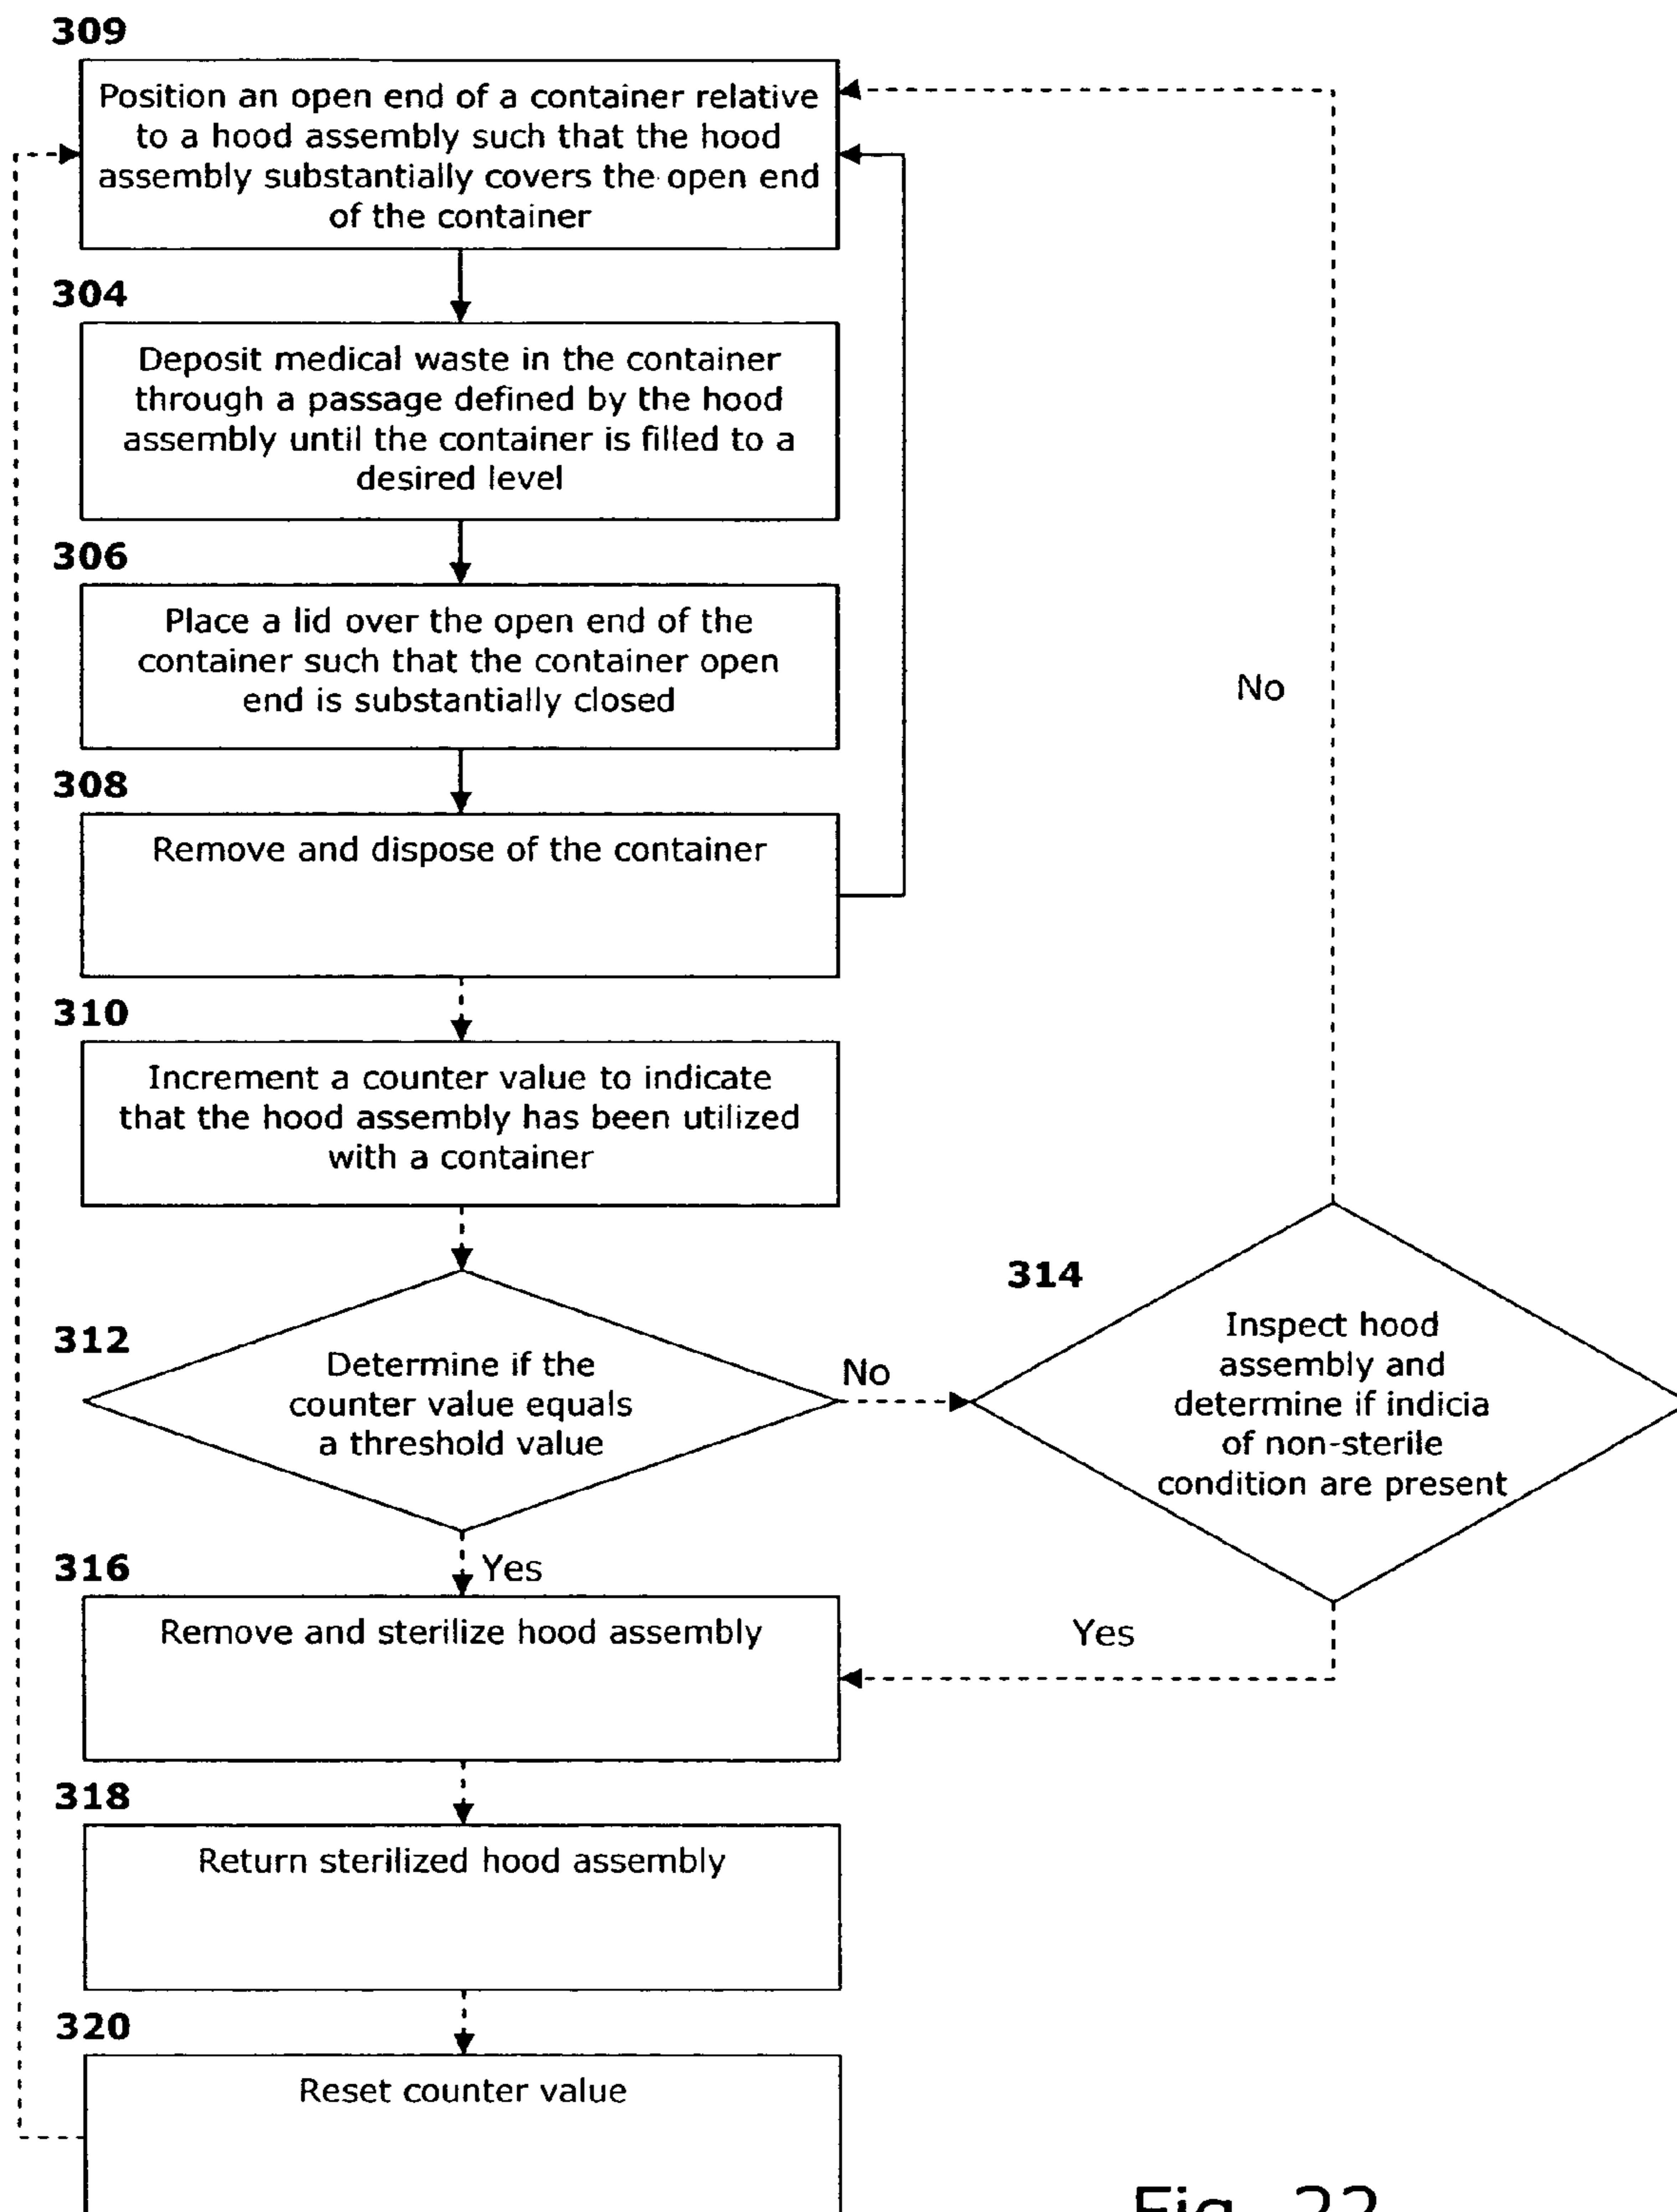 309
Position an open end of a container relative
to a hood assembly such that the hood
assembly substantially covers the open end
of the container
304
Deposit medical waste in the container
through a passage defined by the hood
assembly until the container is filled to a
desired level
306
Place a lid over the open end of the
container such that the container open
end is substantially closed
No
308
Remove and dispose of the container
310
Increment a counter value to indicate
that the hood assembly has been utilized
with a container
312
Determine if the
counter value equals
a threshold value
No
314
Inspect hood
assembly and
determine if indicia
of non-sterile
condition are present
Yes
316
Remove and sterilize hood assembly
Yes
318
Return sterilized hood assembly
320
Reset counter value
Fig. 22